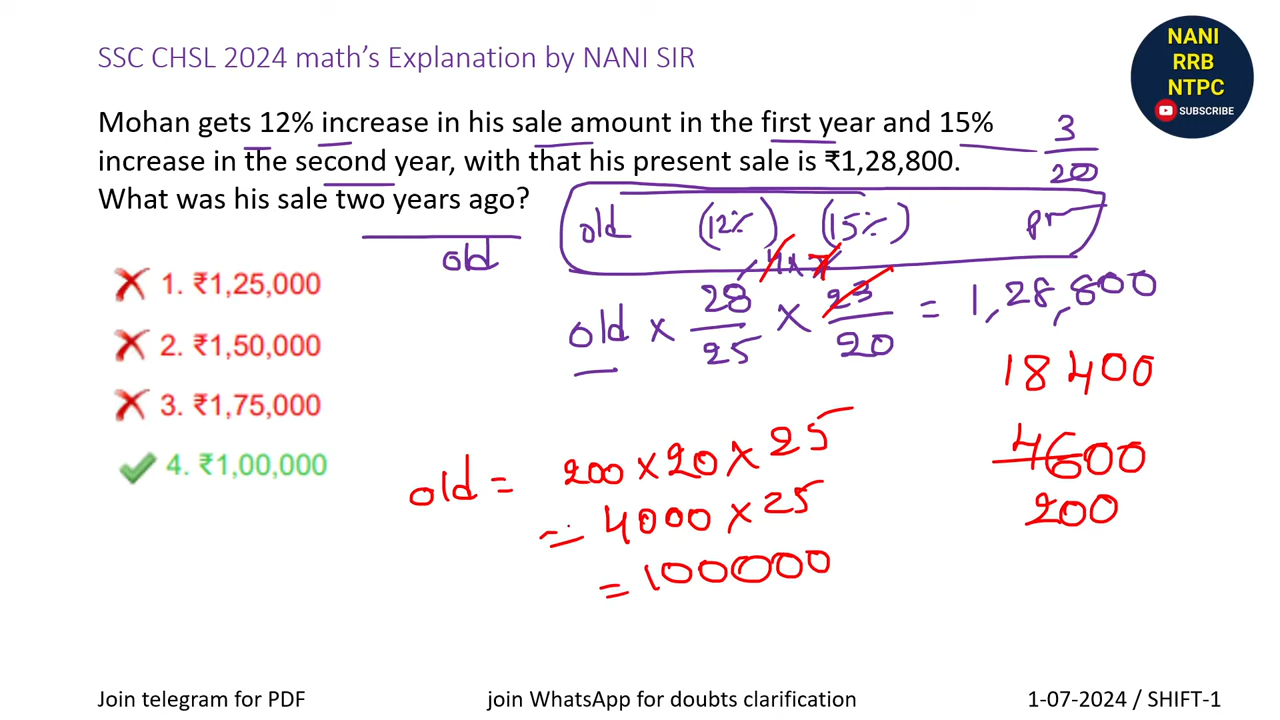 SSC CHSL 2024 math’s Explanation by NANI SIR
NANI
RRB
NTPC
SUBSCRIBE
Mohan gets 12% increase in his sale amount in the first year and 15%
increase in the second year, with that his present sale is ₹1,28,800.
What was his sale two years ago?
3
20
old (12%) (15%) pr
old
1. ₹1,25,000
2. ₹1,50,000
3. ₹1,75,000
4. ₹1,00,000
4 x 7
old x 28/25 x 23/20 = 1,28,800
18400
4600
200
old = 200 x 20 x 25
= 4000 x 25
= 100000
Join telegram for PDF
join WhatsApp for doubts clarification
1-07-2024 / SHIFT-1